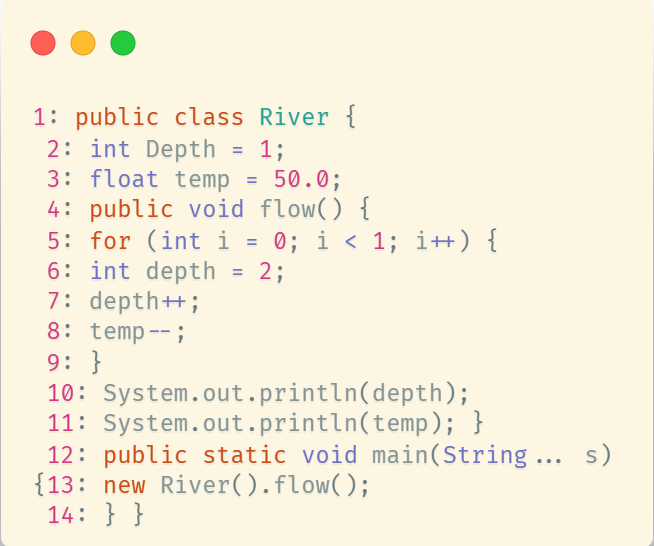 1: public class River {
2: int Depth = 1;
3: float temp = 50.0;
4: public void flow() {
5: for (int i = 0; i < 1; i++) {
6: int depth = 2;
7: depth++;
8: temp--;
9: }
10: System.out.println(depth);
11: System.out.println(temp); }
12: public static void main(String... s)
{13: new River().flow();
14: } }